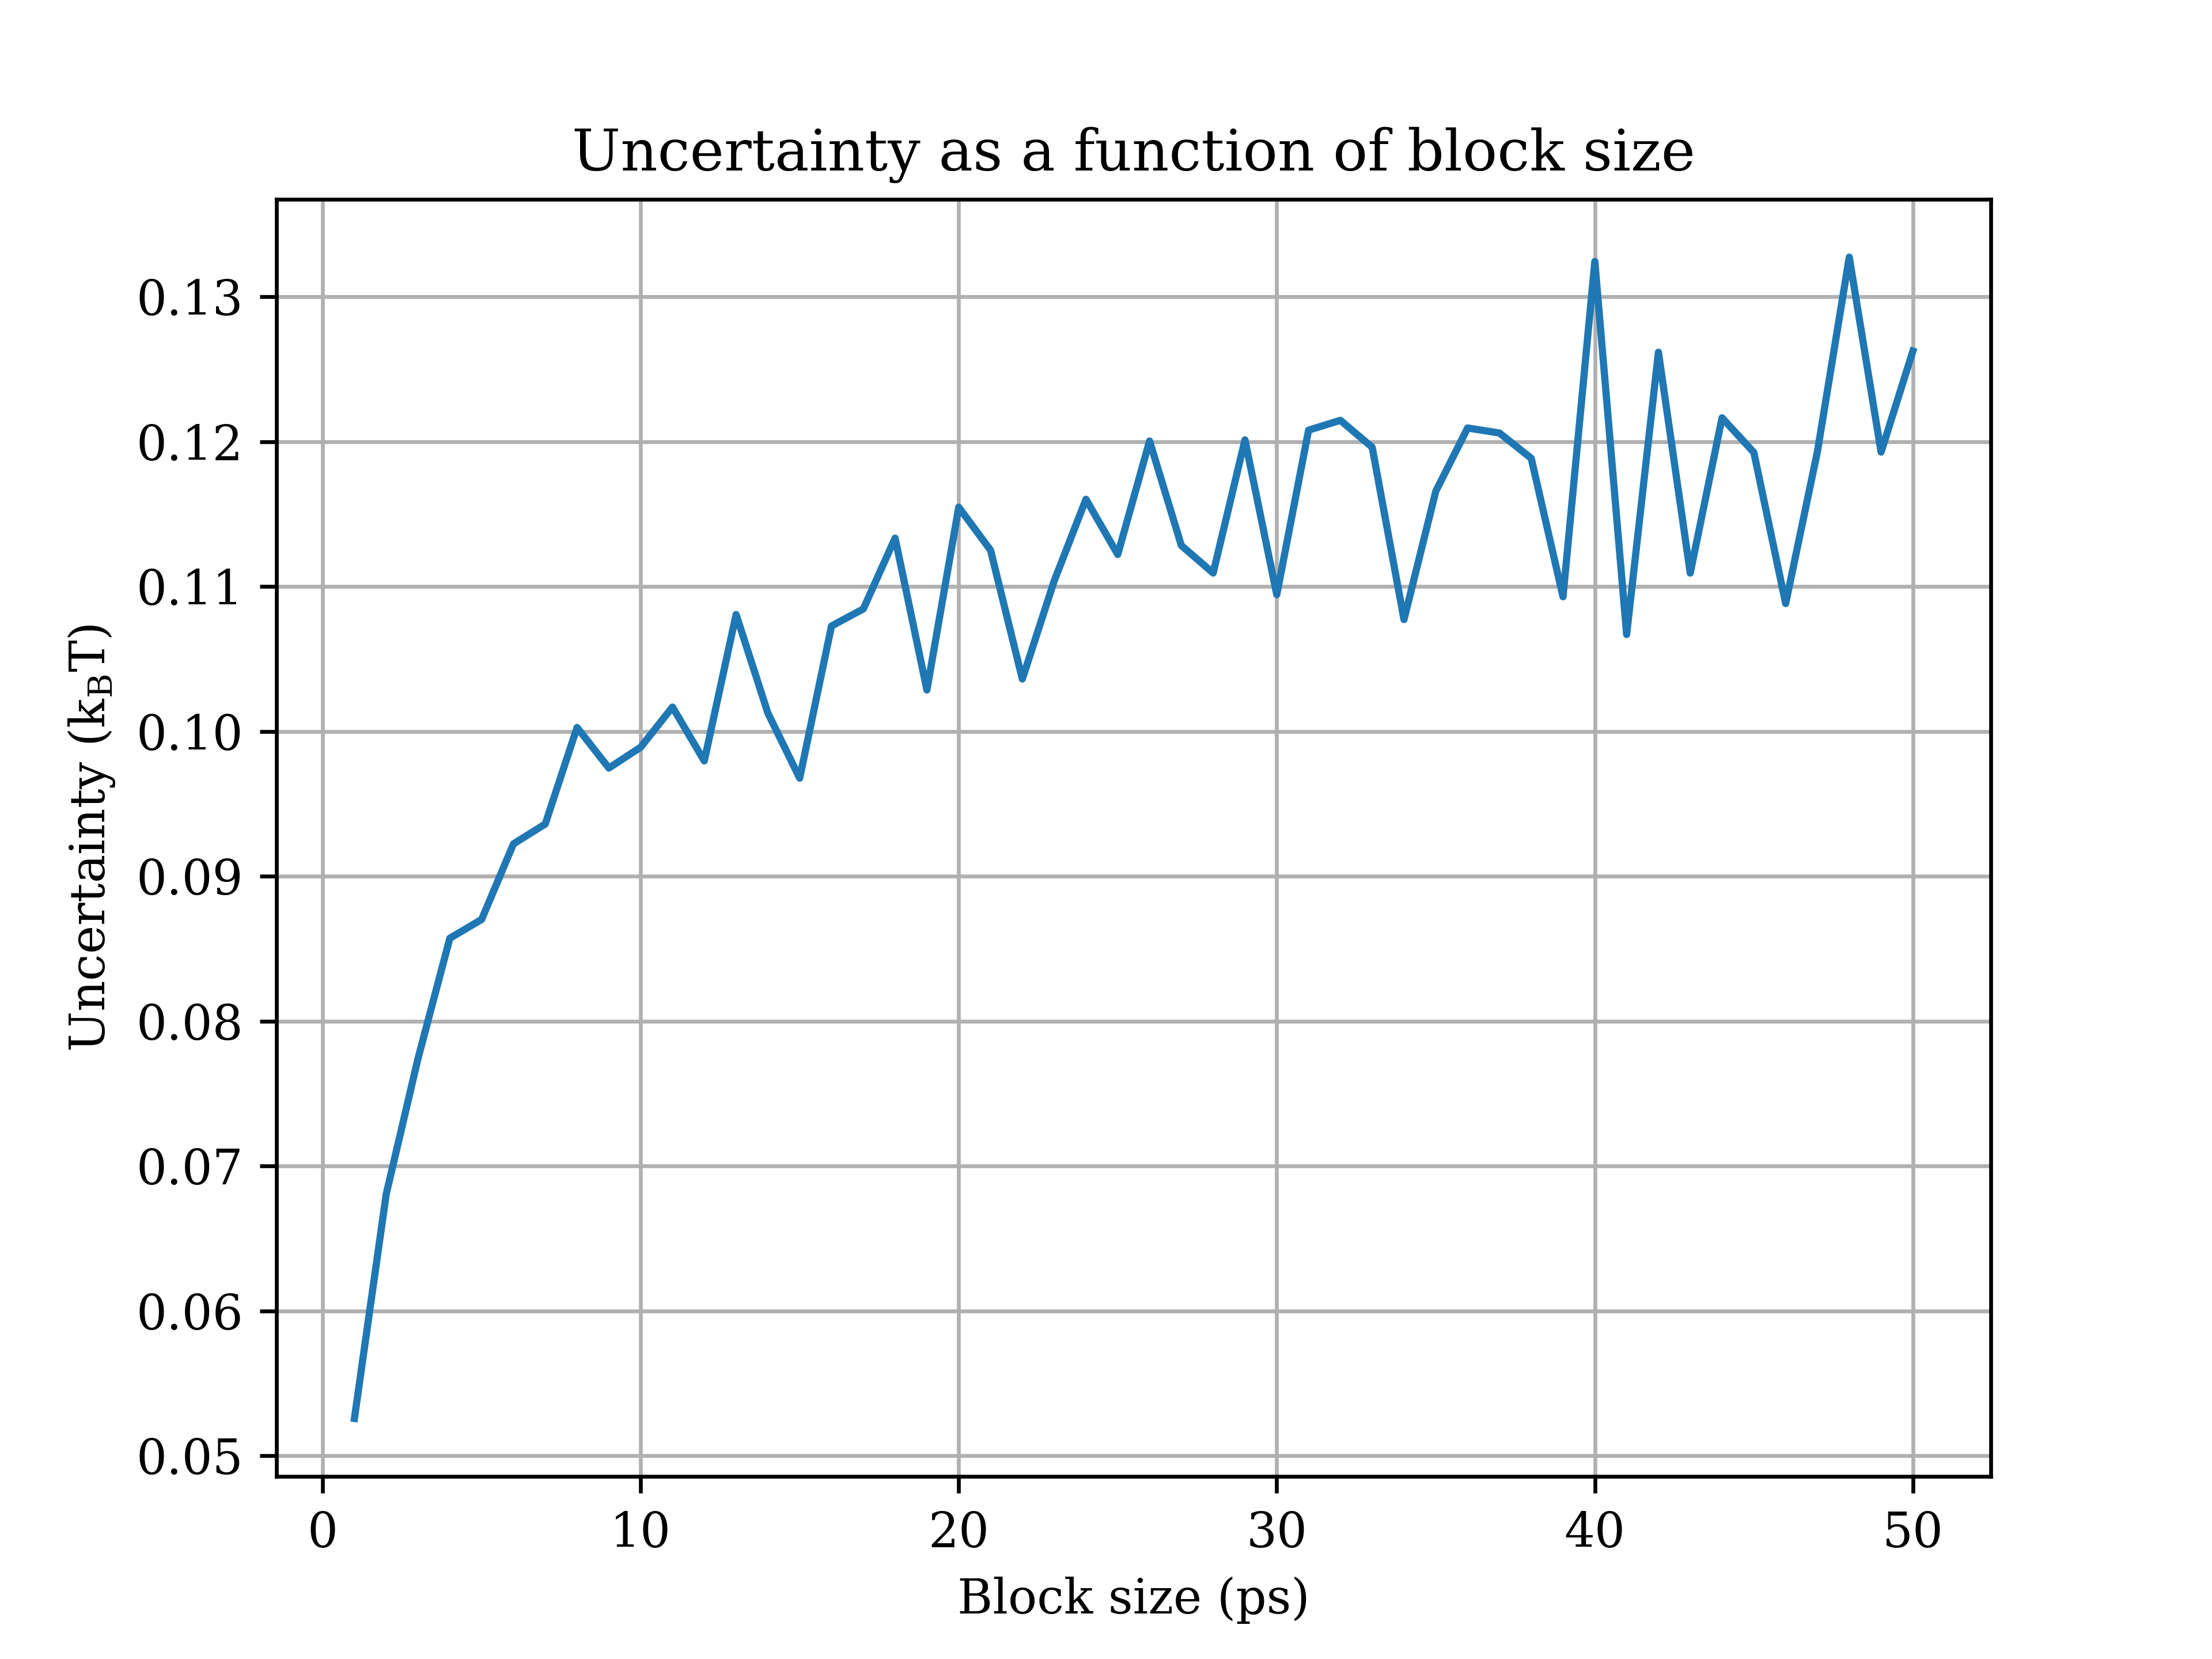 Uncertainty as a function of block size
Uncertainty (k_BT)
0.13
0.12
0.11
0.10
0.09
0.08
0.07
0.06
0.05
0 10 20 30 40 50
Block size (ps)